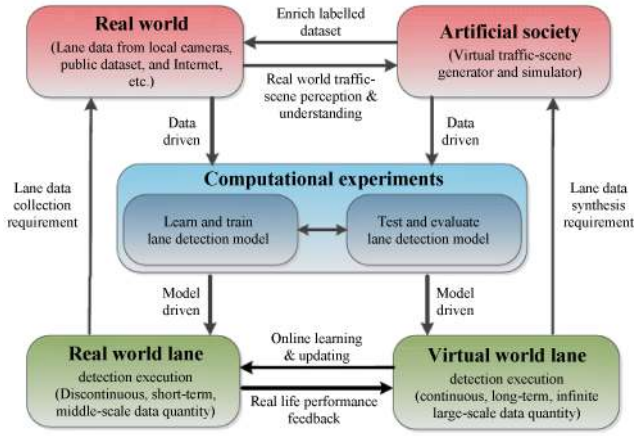 Real world
(Lane data from local cameras,
public dataset, and Internet,
etc.)
Enrich labelled
dataset
Real world traffic-
scene perception &
understanding
Artificial society
(Virtual traffic-scene
generator and simulator)
Data
driven
Data
driven
Lane data
collection
requirement
Computational experiments
Learn and train
lane detection model
Test and evaluate
lane detection model
Lane data
synthesis
requirement
Model
driven
Model
driven
Real world lane
detection execution
(Discontinuous, short-term,
middle-scale data quantity)
Online learning
& updating
Real life performance
feedback
Virtual world lane
detection execution
(continuous, long-term, infinite
large-scale data quantity)